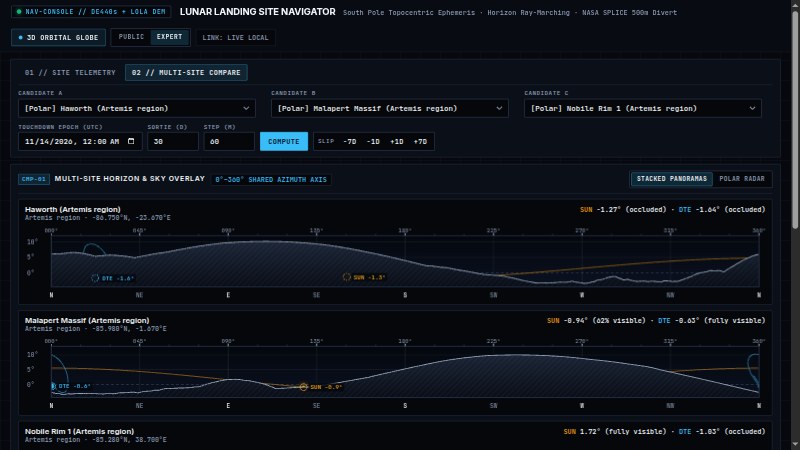 NAV-CONSOLE // DE440s + LOLA DEM
LUNAR LANDING SITE NAVIGATOR
South Pole Topocentric Ephemeris · Horizon Ray-Marching · NASA SPLICE 500m Divert
3D ORBITAL GLOBE
PUBLIC EXPERT
LINK: LIVE LOCAL
01 // SITE TELEMETRY
02 // MULTI-SITE COMPARE
CANDIDATE A
[Polar] Haworth (Artemis region)
CANDIDATE B
[Polar] Malapert Massif (Artemis region)
CANDIDATE C
[Polar] Nobile Rim 1 (Artemis region)
TOUCHDOWN EPOCH (UTC)
11/14/2026, 12:00 AM
SORTIE (D)
30
STEP (M)
60
COMPUTE
SLIP -7D -1D +1D +7D
CMP-01 MULTI-SITE HORIZON & SKY OVERLAY 0°-360° SHARED AZIMUTH AXIS
STACKED PANORAMAS POLAR RADAR
Haworth (Artemis region)
Artemis region · -86.750°N, -23.670°E
SUN -1.27° (occluded) · DTE -1.64° (occluded)
000° 045° 090° 135° 180° 225° 270° 315° 360°
10°
5°
0°
DTE -1.6°
SUN -1.3°
N NE E SE S SW W NW N
Malapert Massif (Artemis region)
Artemis region · -85.980°N, -1.670°E
SUN -0.94° (62% visible) · DTE -0.63° (fully visible)
000° 045° 090° 135° 180° 225° 270° 315° 360°
10°
5°
0°
DTE -0.6°
SUN -0.9°
N NE E SE S SW W NW N
Nobile Rim 1 (Artemis region)
Artemis region · -85.280°N, 38.700°E
SUN 1.72° (fully visible) · DTE -1.03° (occluded)